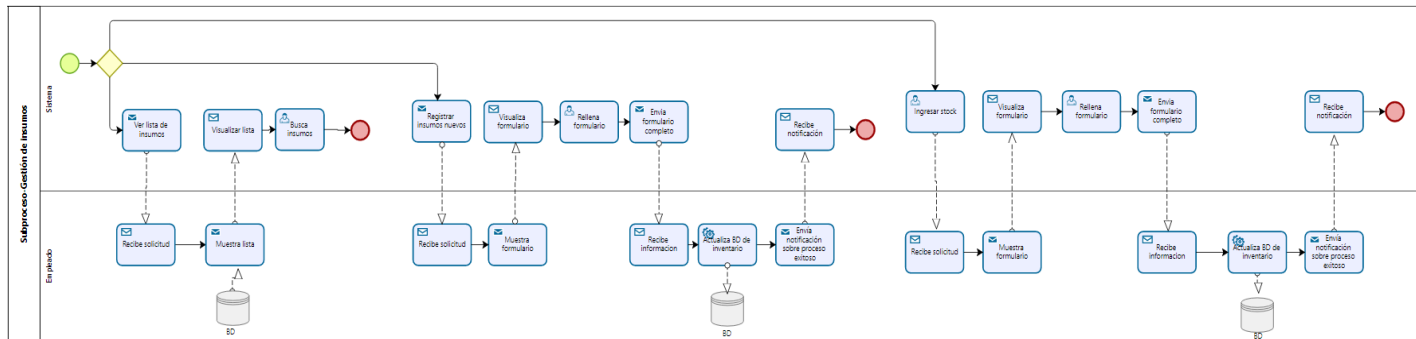 Subproceso-Gestión de Insumos
Sistema
Ver lista de
insumos
Visualizar lista
Busca
insumos
Registrar
insumos nuevos
Visualiza
formulario
Rellena
formulario
Envia
formulario
completo
Recibe
notificación
Ingresar stock
Visualiza
formulario
Rellena
formulario
Envia
formulario
completo
Recibe
notificación
Empleado
Recibe solicitud
Muestra lista
BD
Recibe solicitud
Muestra
formulario
Recibe
informacion
Actualiza BD de
inventario
Envía
notificación
sobre proceso
exitoso
BD
Recibe solicitud
Muestra
formulario
Recibe
informacion
Actualiza BD de
inventario
Envía
notificación
sobre proceso
exitoso
BD